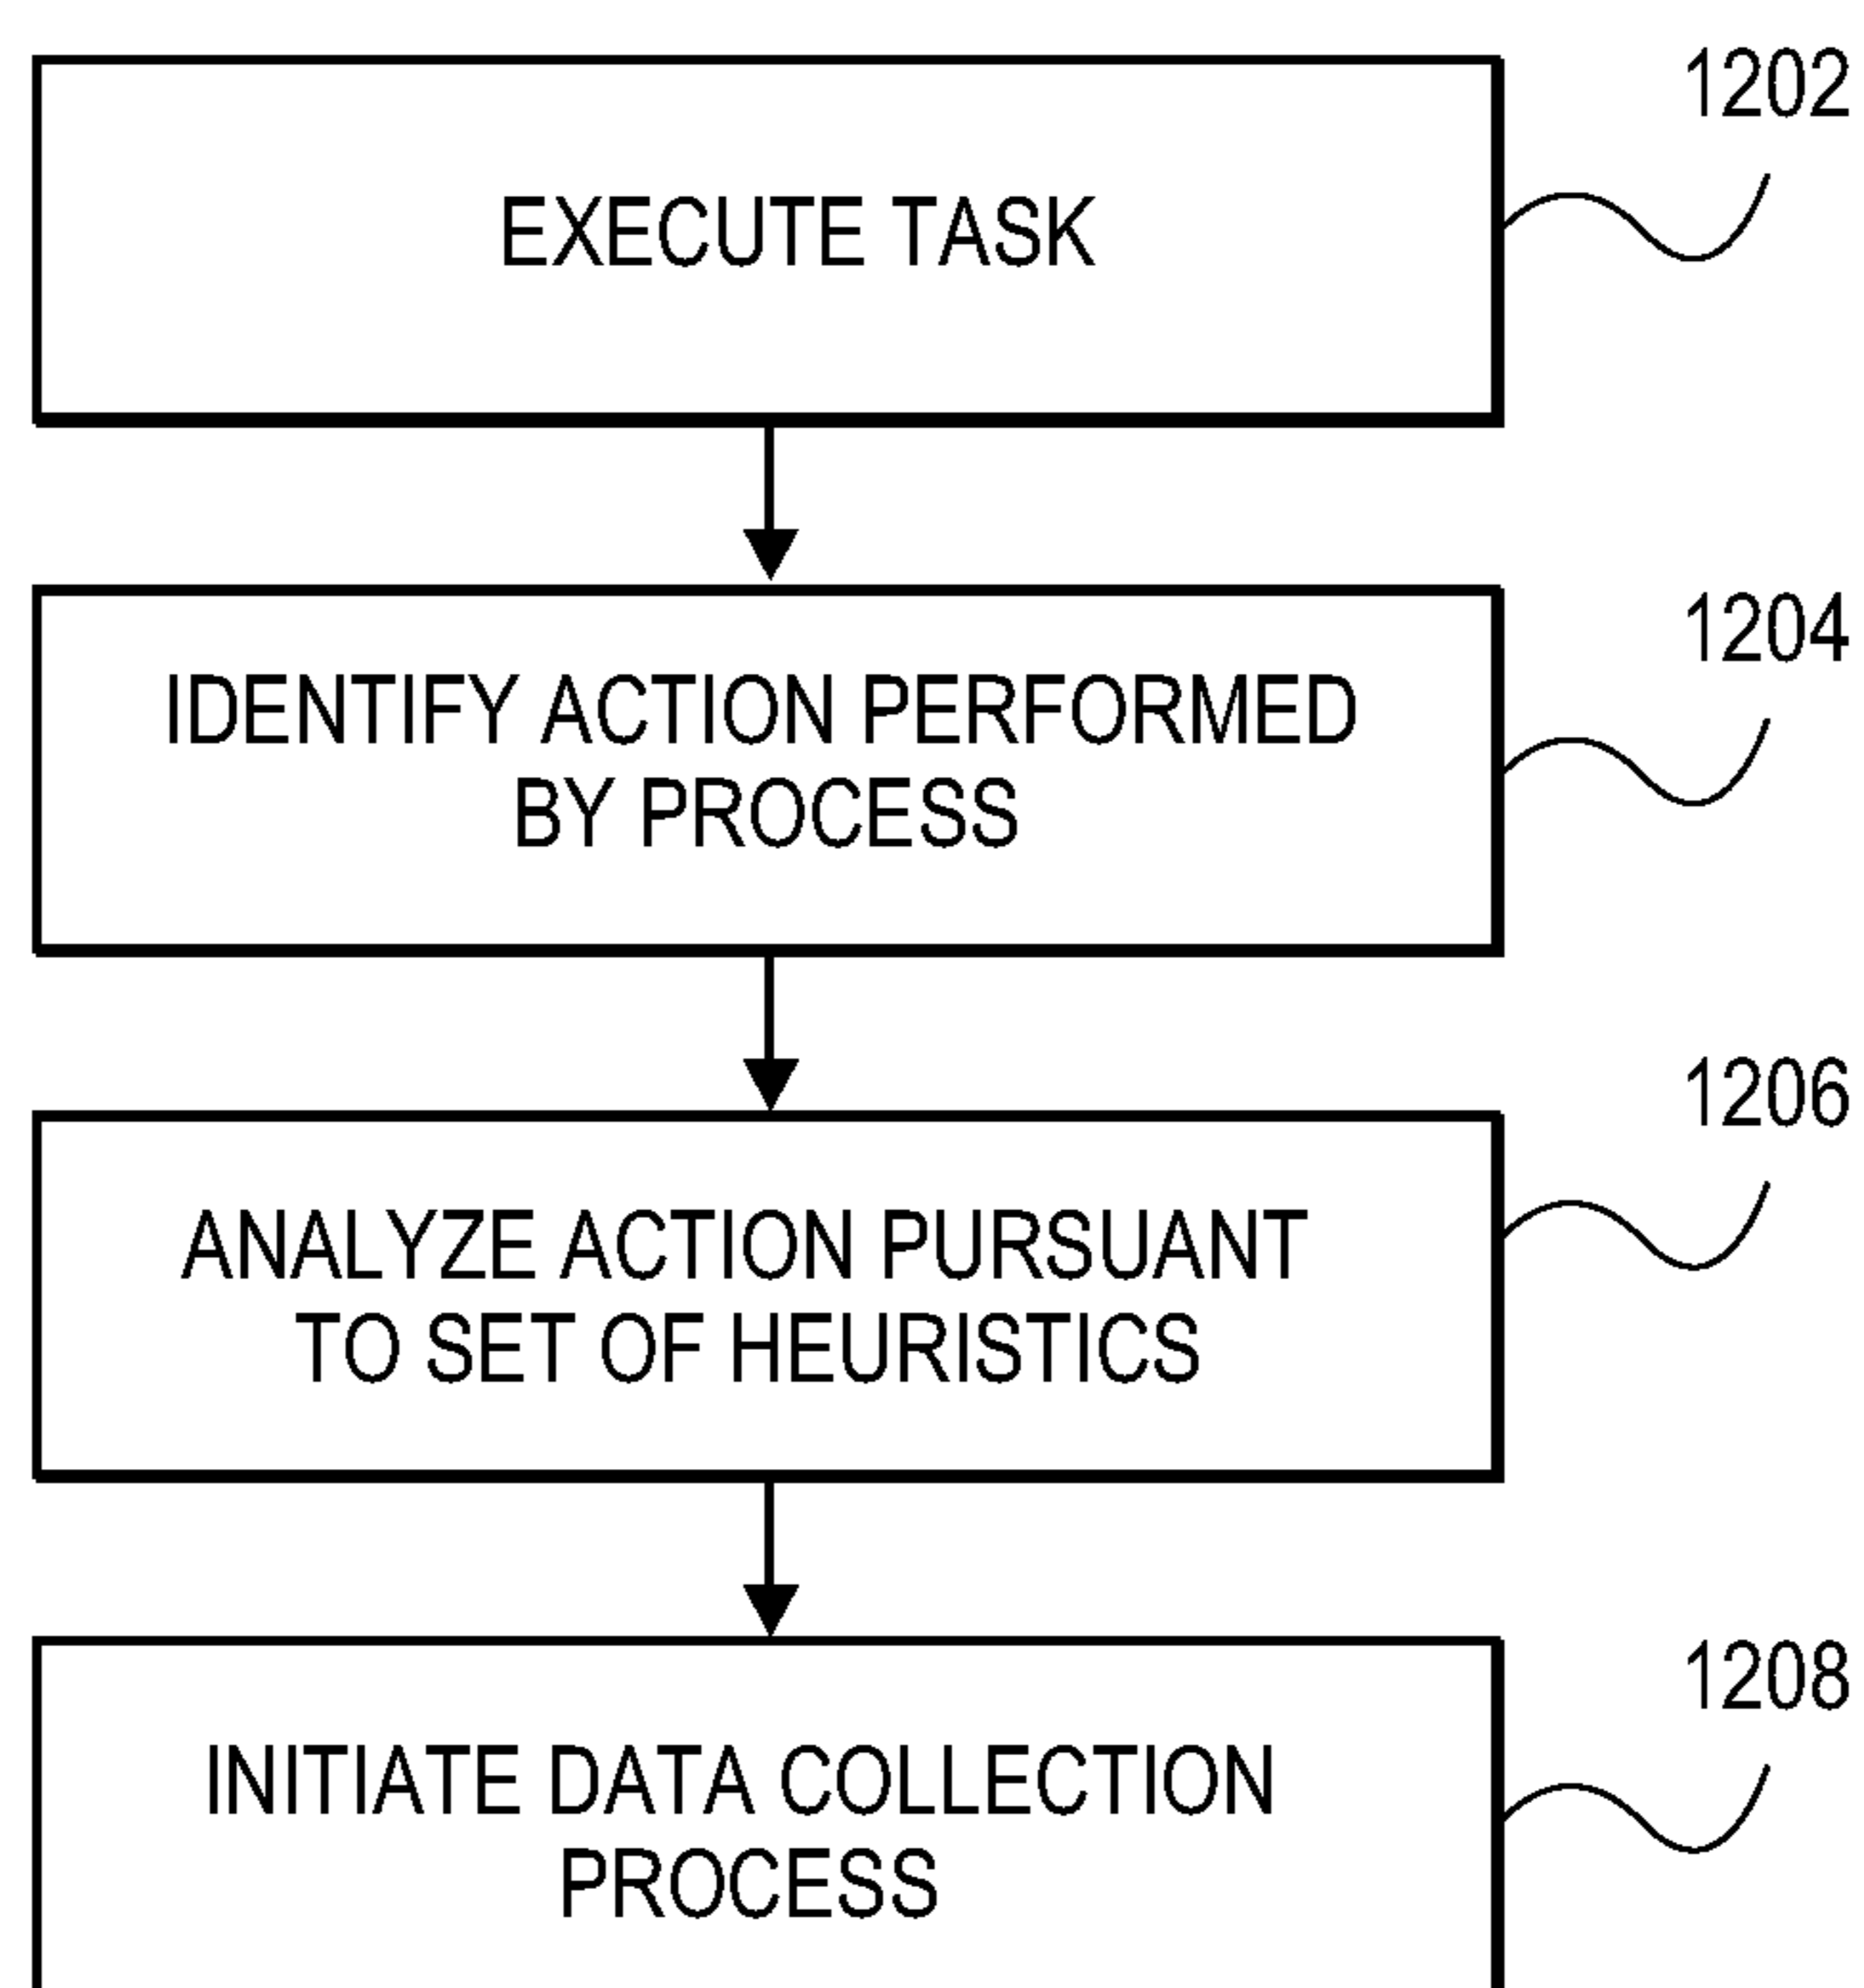 1202
EXECUTE TASK
1204
IDENTIFY ACTION PERFORMED
BY PROCESS
1206
ANALYZE ACTION PURSUANT
TO SET OF HEURISTICS
1208
INITIATE DATA COLLECTION
PROCESS